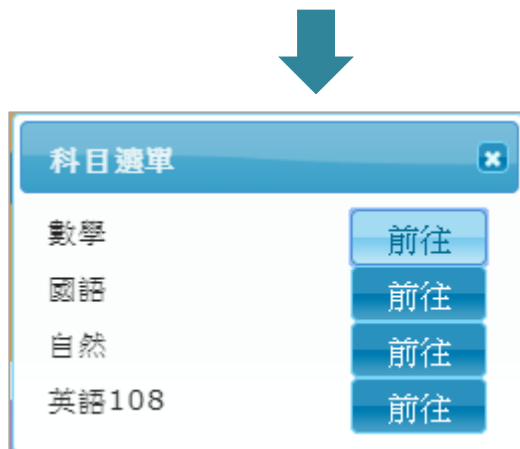 科目選單
數學 前往
國語 前往
自然 前往
英語108 前往